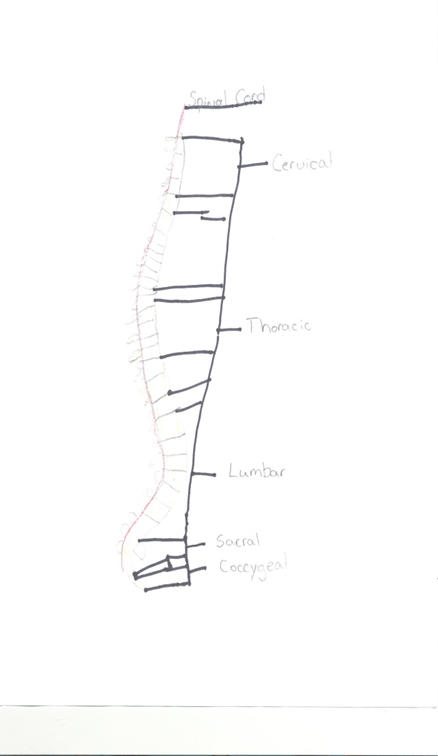 Spinal Cord
Cervical
Thoracic
Lumbar
Sacral
Coccygeal